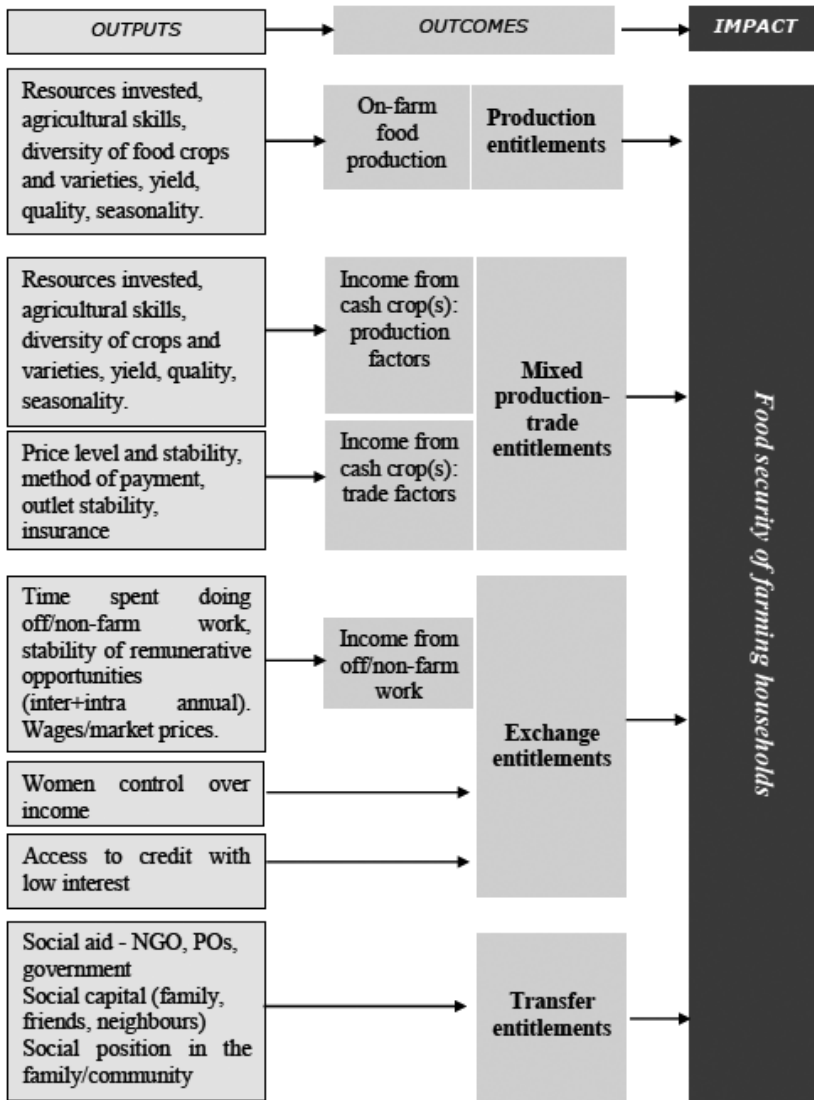 OUTPUTS
OUTCOMES
IMPACT
Resources invested,
agricultural skills,
diversity of food crops
and varieties, yield,
quality, seasonality.
On-farm
food
production
Production
entitlements
Resources invested,
agricultural skills,
diversity of crops and
varieties, yield, quality,
seasonality.
Income from
cash crop(s):
production
factors
Mixed
production-
trade
entitlements
Price level and stability,
method of payment,
outlet stability,
insurance
Income from
cash crop(s):
trade factors
Time spent doing
off/non-farm work,
stability of remunerative
opportunities
(inter+intra annual).
Wages/market prices.
Income from
off/non-farm
work
Exchange
entitlements
Women control over
income
Access to credit with
low interest
Social aid - NGO, POs,
government
Social capital (family,
friends, neighbours)
Social position in the
family/community
Transfer
entitlements
Food security of farming households